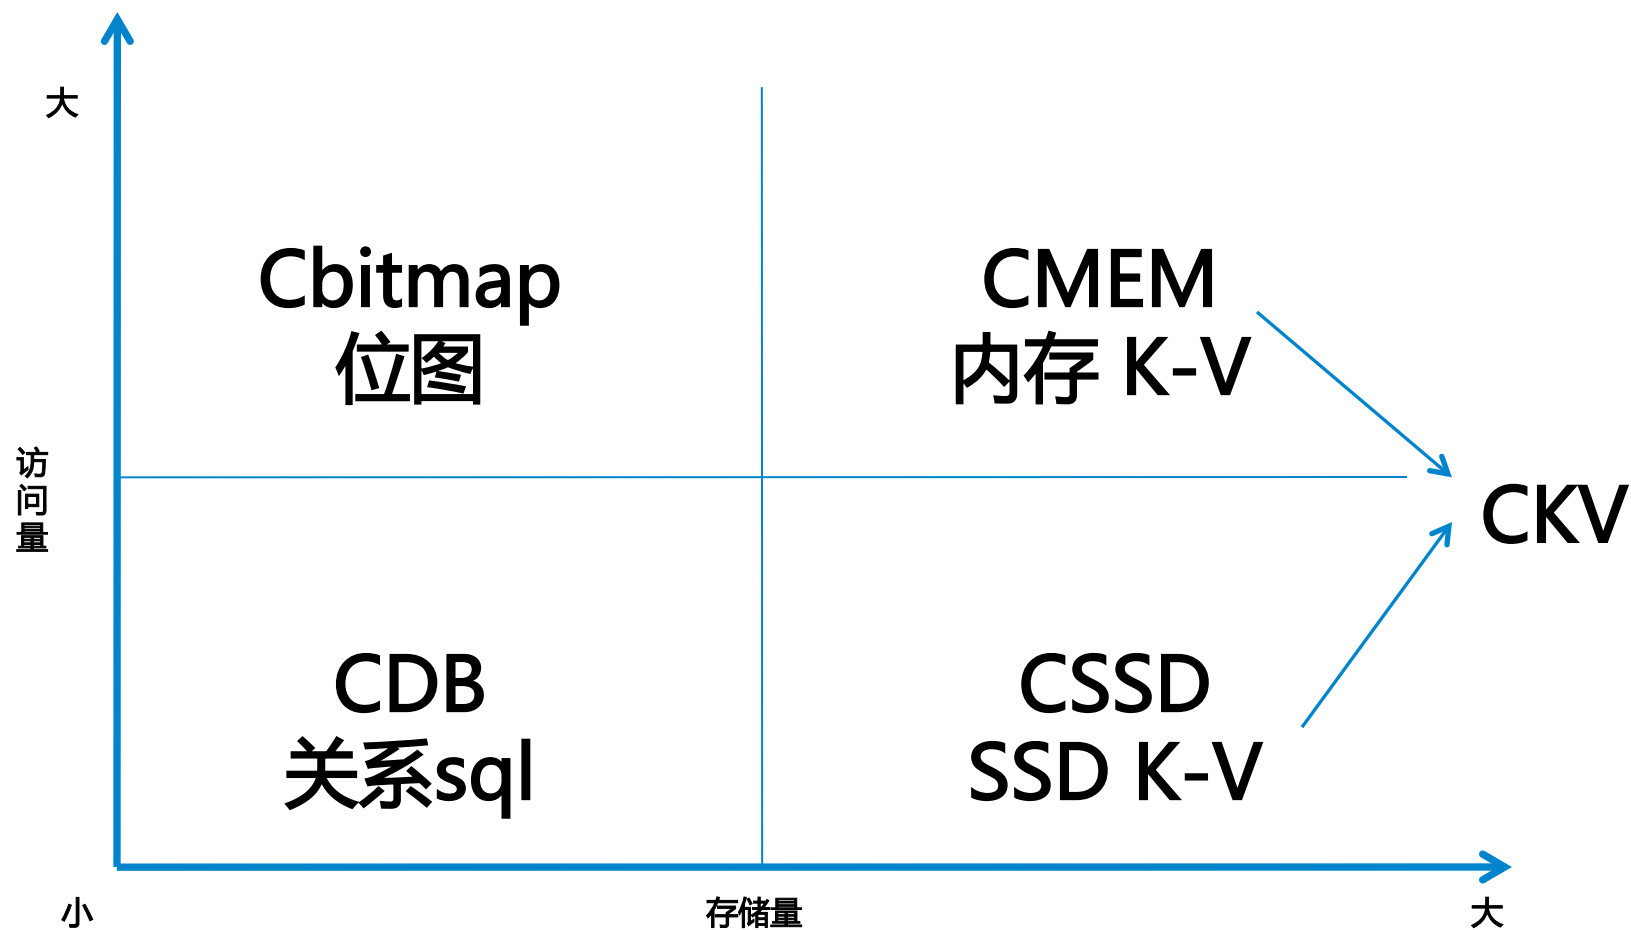 大
Cbitmap
位图
CMEM
内存 K-V
访
问
量
CKV
CDB
关系sql
CSSD
SSD K-V
小
存储量
大